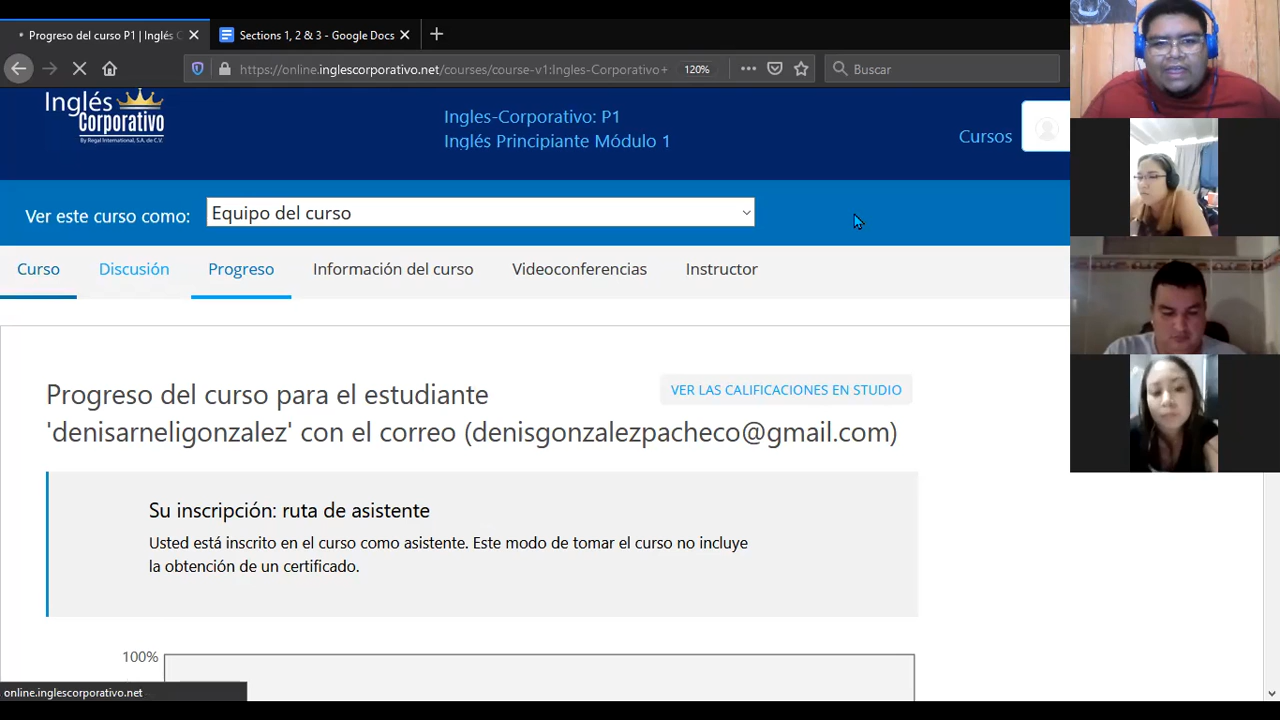 Progreso del curso P1 | Inglés C
Sections 1, 2 & 3 - Google Docs
https://online.inglescorporativo.net/courses/course-v1:Ingles-Corporativo+
120%
Buscar
Inglés
Corporativo
By Regal International, S.A. de C.V.
Ingles-Corporativo: P1
Inglés Principiante Módulo 1
Cursos
Ver este curso como:
Equipo del curso
Curso
Discusión
Progreso
Información del curso
Videoconferencias
Instructor
Progreso del curso para el estudiante
'denisarneligonzalez' con el correo (denisgonzalezpacheco@gmail.com)
VER LAS CALIFICACIONES EN STUDIO
Su inscripción: ruta de asistente
Usted está inscrito en el curso como asistente. Este modo de tomar el curso no incluye
la obtención de un certificado.
100%
online.inglescorporativo.net